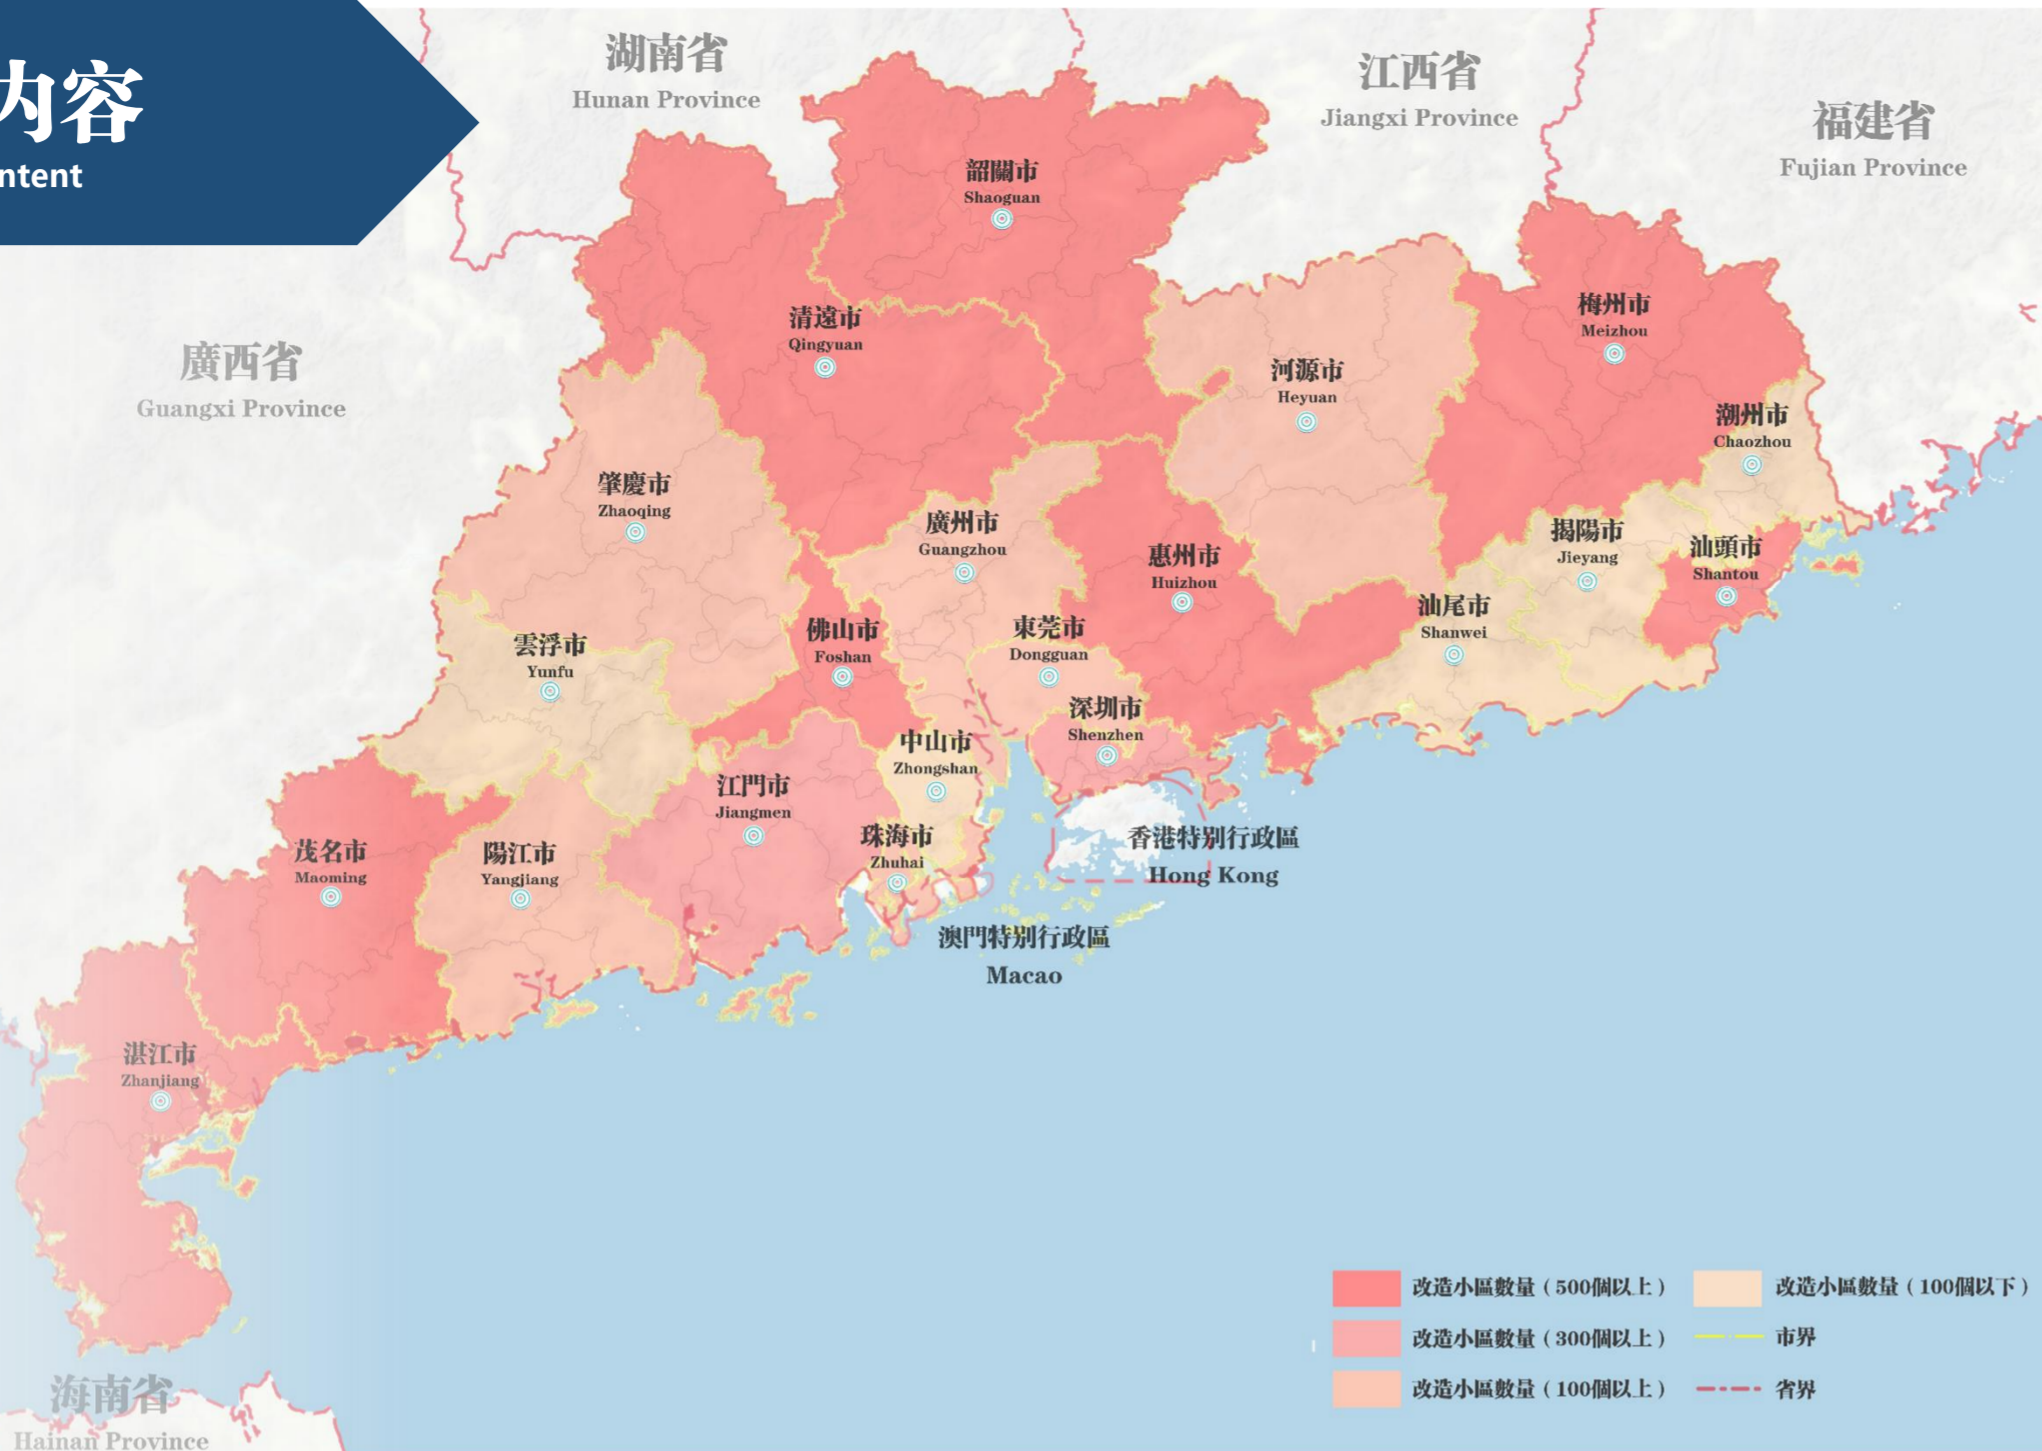 内容
ntent
湖南省
Hunan Province
江西省
Jiangxi Province
福建省
Fujian Province
廣西省
Guangxi Province
韶關市
Shaoguan
清遠市
Qingyuan
梅州市
Meizhou
河源市
Heyuan
潮州市
Chaozhou
肇慶市
Zhaoqing
廣州市
Guangzhou
惠州市
Huizhou
揭陽市
Jieyang
汕頭市
Shantou
汕尾市
Shanwei
雲浮市
Yunfu
佛山市
Foshan
東莞市
Dongguan
深圳市
Shenzhen
中山市
Zhongshan
江門市
Jiangmen
珠海市
Zhuhai
茂名市
Maoming
陽江市
Yangjiang
香港特別行政區
Hong Kong
澳門特別行政區
Macao
湛江市
Zhanjiang
海南省
Hainan Province
改造小區數量（500個以上）
改造小區數量（300個以上）
改造小區數量（100個以上）
改造小區數量（100個以下）
市界
省界